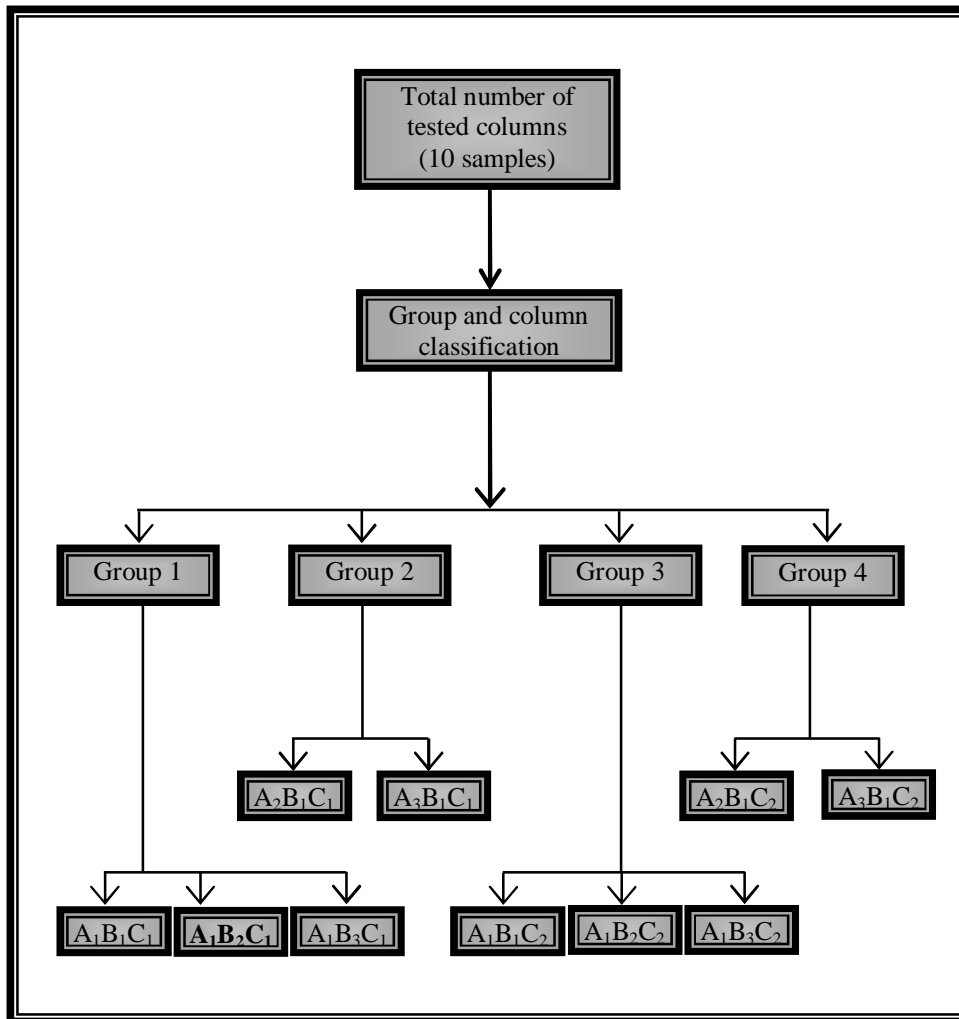 Total number of
tested columns
(10 samples)
Group and column
classification
Group 1
Group 2
Group 3
Group 4
A₂B₁C₁
A₃B₁C₁
A₂B₁C₂
A₃B₁C₂
A₁B₁C₁
A₁B₂C₁
A₁B₃C₁
A₁B₁C₂
A₁B₂C₂
A₁B₃C₂